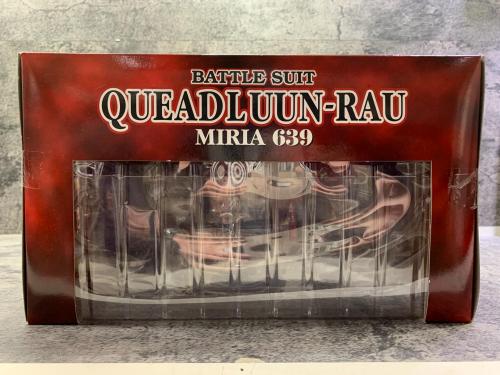 BATTLE SUIT
QUEADLUUN-RAU
MIRIA 639